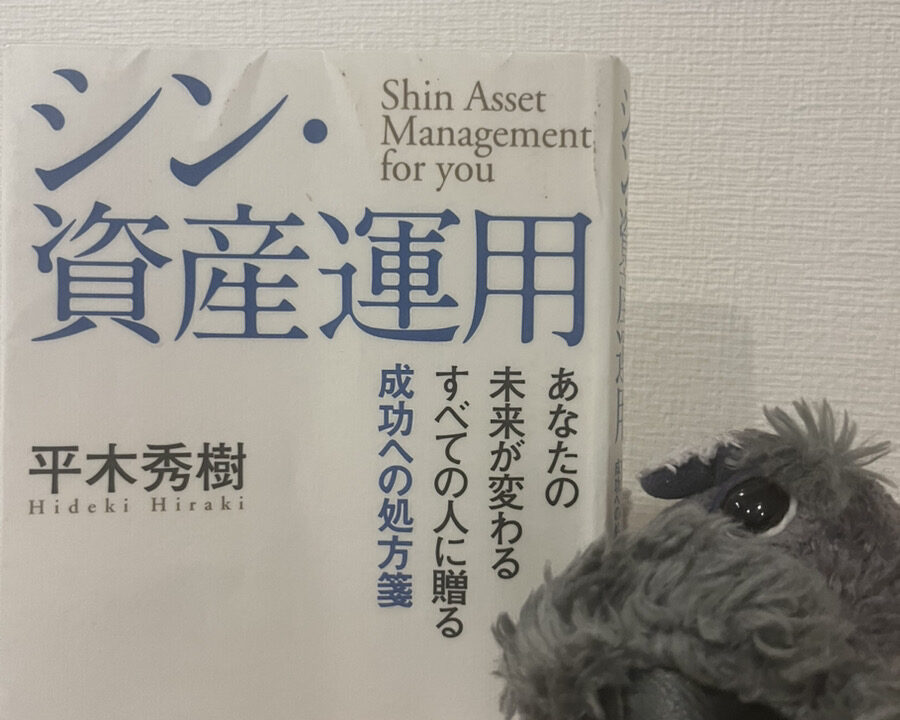 シン・
Shin Asset
Management
for you
資産運用
あなたの
未来が変わる
すべての人に贈る
成功への処方箋
平木秀樹
Hideki Hiraki